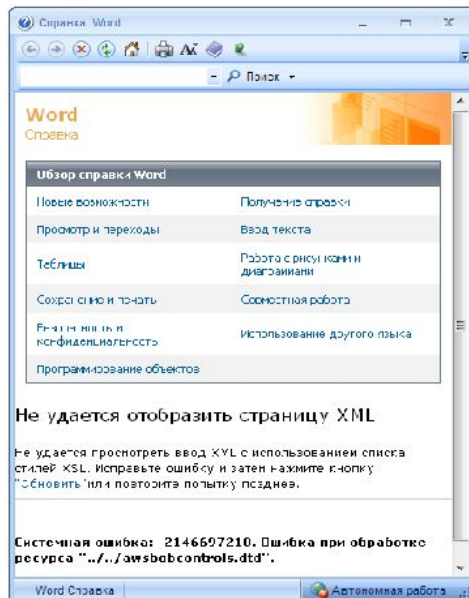 Справка Word
Поиск
Word
Справка
Обзор справки Word
Новые возможности
Получение справки
Просмотр и переходы
Ввод текста
Таблицы
Работа с рисунками и
диаграммами
Сохранение и печать
Совместная работа
Безопасность и
конфиденциальность
Использование другого языка
Программирование объектов
Не удается отобразить страницу XML
Не удается просмотреть ввод XML с использованием списка
стилей XSL. Исправьте ошибку и затем нажмите кнопку
"Обновить" или повторите попытку позднее.
Системная ошибка: 2146697210. Ошибка при обработке
ресурса "../../awsbobcontrols.dtd".
Word Справка
Автономная работа